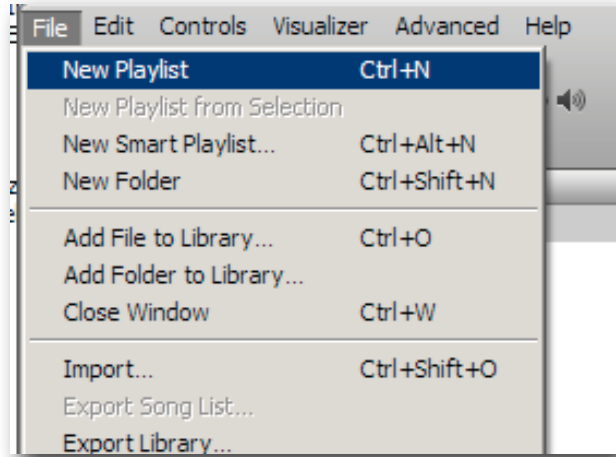 File Edit Controls Visualizer Advanced Help
New Playlist Ctrl+N
New Playlist from Selection
New Smart Playlist... Ctrl+Alt+N
New Folder Ctrl+Shift+N
Add File to Library... Ctrl+O
Add Folder to Library...
Close Window Ctrl+W
Import... Ctrl+Shift+O
Export Song List...
Export Library...